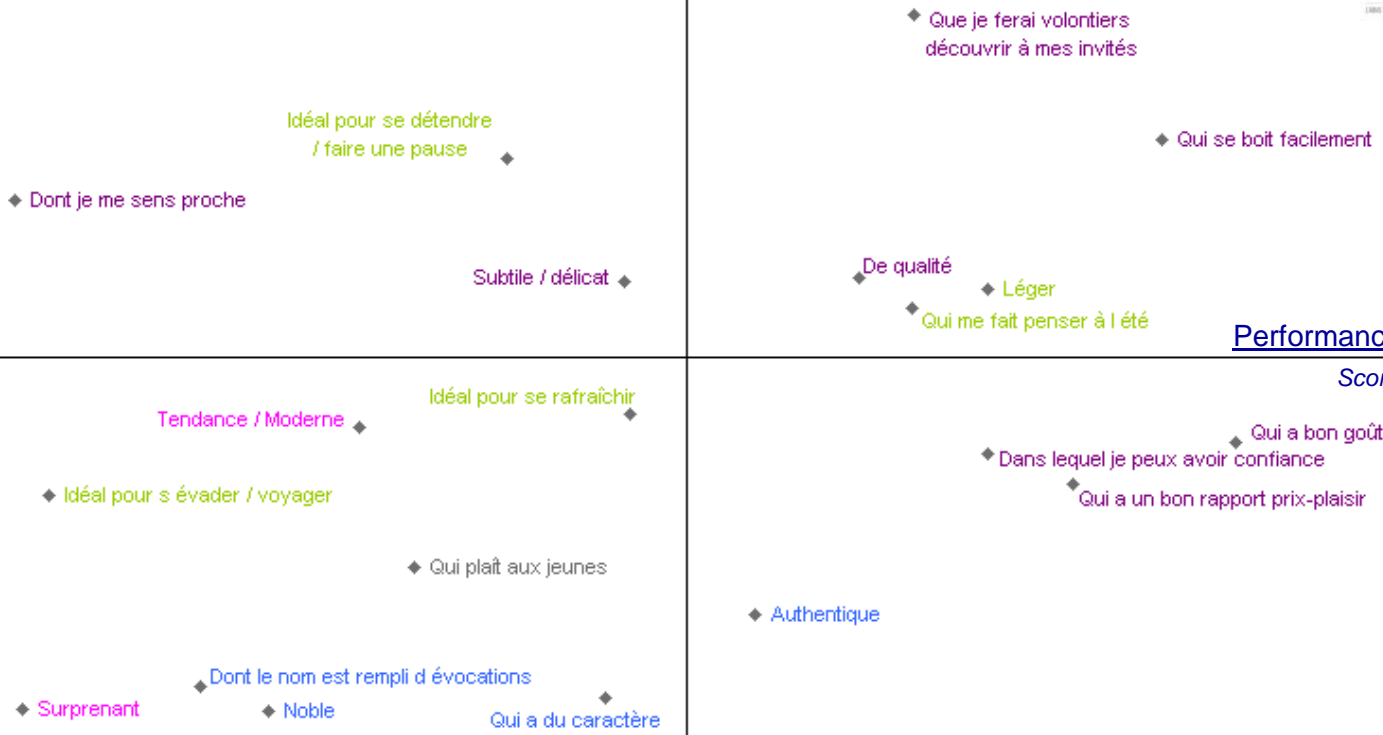 Que je ferai volontiers
découvrir à mes invités
Idéal pour se détendre
/ faire une pause
Qui se boit facilement
Dont je me sens proche
De qualité
Subtile / délicat
Léger
Qui me fait penser à l été
Performanc
Scor
Idéal pour se rafraîchir
Tendance / Moderne
Qui a bon goût
Dans lequel je peux avoir confiance
Idéal pour s évader / voyager
Qui a un bon rapport prix-plaisir
Qui plaît aux jeunes
Authentique
Dont le nom est rempli d évocations
Surprenant
Noble
Qui a du caractère